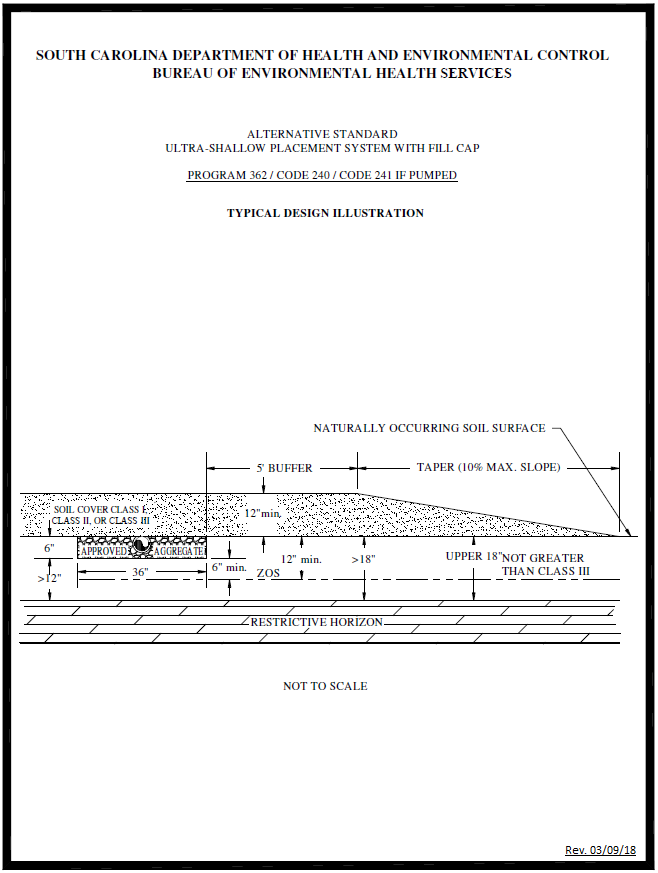 SOUTH CAROLINA DEPARTMENT OF HEALTH AND ENVIRONMENTAL CONTROL
BUREAU OF ENVIRONMENTAL HEALTH SERVICES
ALTERNATIVE STANDARD
ULTRA-SHALLOW PLACEMENT SYSTEM WITH FILL CAP
PROGRAM 362 / CODE 240 / CODE 241 IF PUMPED
TYPICAL DESIGN ILLUSTRATION
NATURALLY OCCURRING SOIL SURFACE
5' BUFFER
TAPER (10% MAX. SLOPE)
SOIL COVER CLASS I,
CLASS II, OR CLASS III
12"min.
6"
APPROVED
AGGREGATE
>12"
36"
6" min.
ZOS
12" min.
>18"
UPPER 18"
NOT GREATER
THAN CLASS III
RESTRICTIVE HORIZON
NOT TO SCALE
Rev. 03/09/18